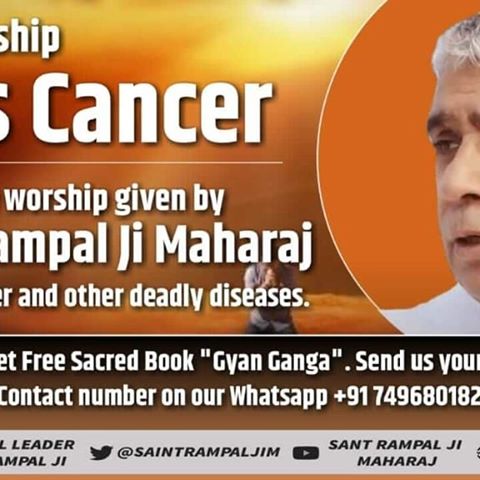 ship
s Cancer
worship given by
ampal Ji Maharaj
er and other deadly diseases.
et Free Sacred Book "Gyan Ganga". Send us your
Contact number on our Whatsapp +91 749680182
L LEADER
AMPAL JI
@SAINTRAMPALJIM
SANT RAMPAL JI
MAHARAJ